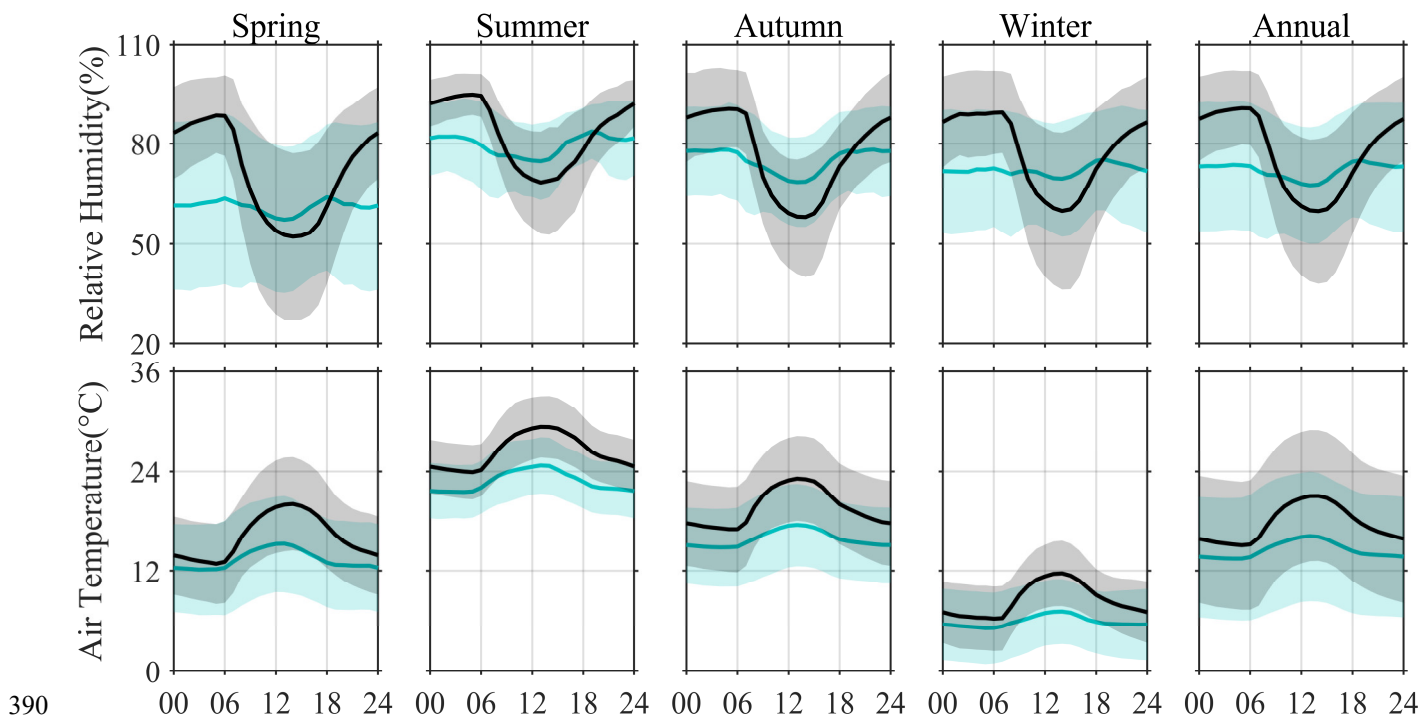 Spring Summer Autumn Winter Annual
Relative Humidity(%)
110
80
50
20
Air Temperature(°C)
36
24
12
0
00 06 12 18 24 00 06 12 18 24 00 06 12 18 24 00 06 12 18 24 00 06 12 18 24
390